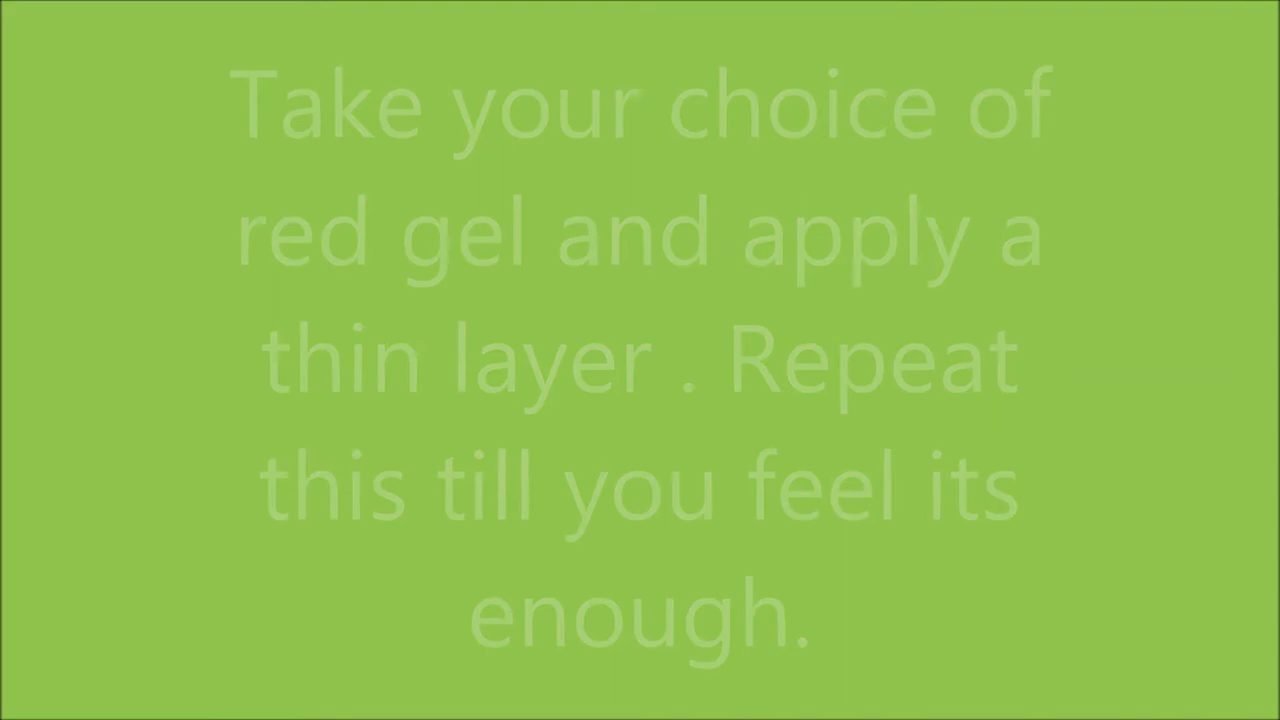 Take your choice of
red gel and apply a
thin layer . Repeat
this till you feel its
enough.